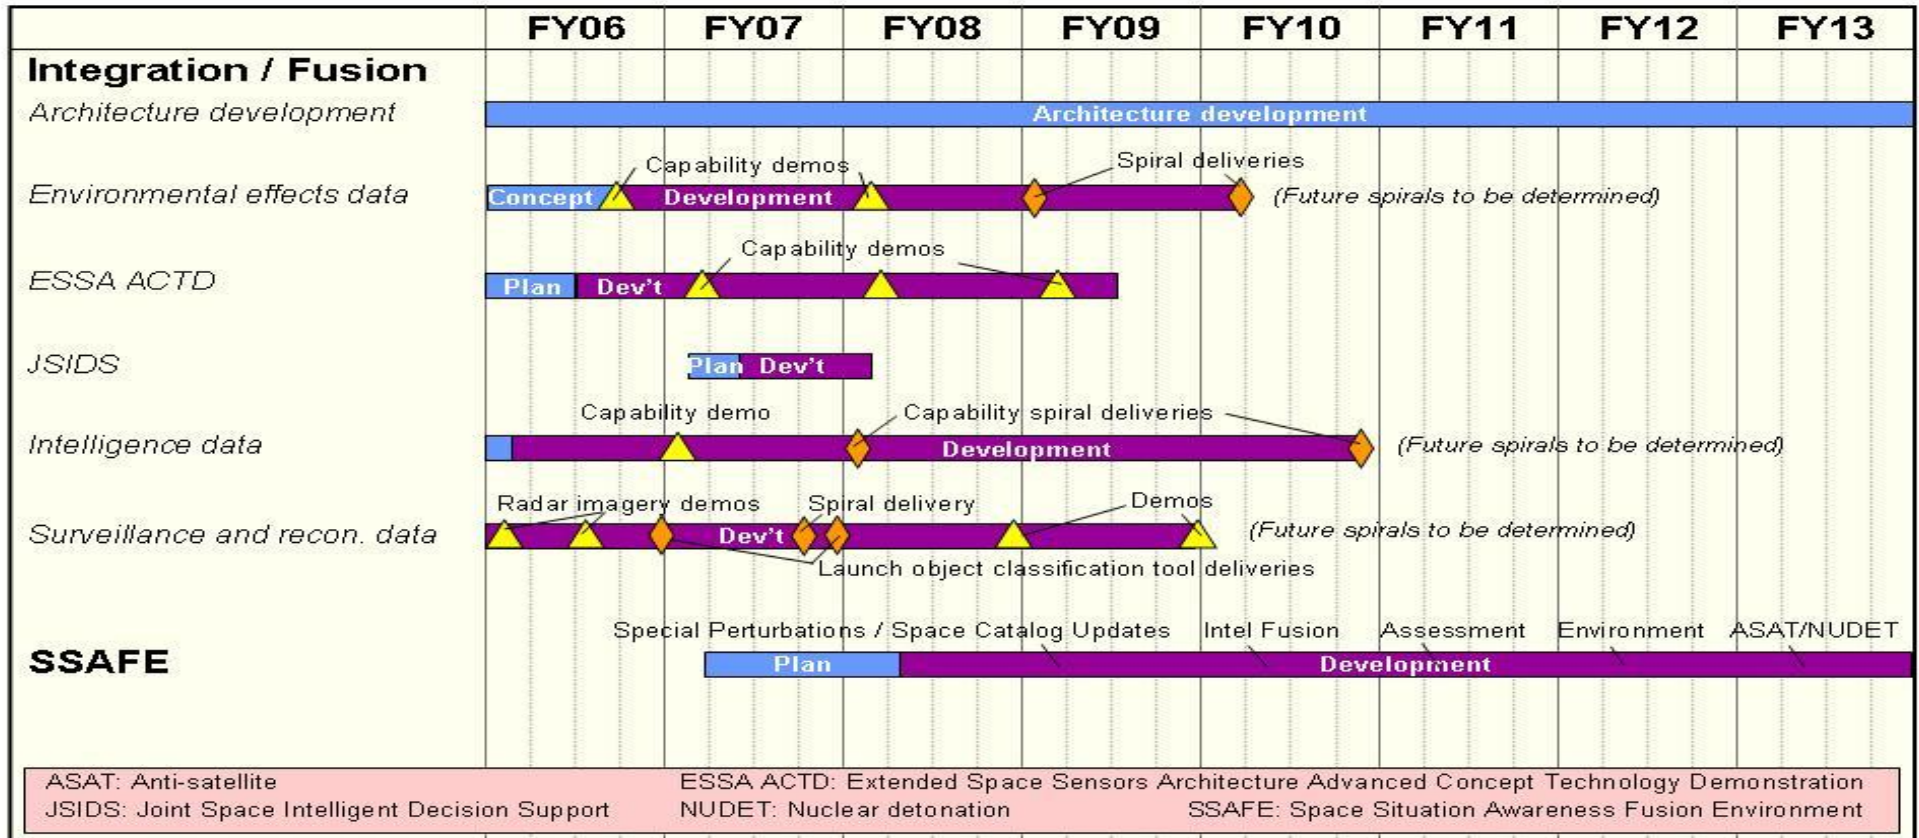 FY06 FY07 FY08 FY09 FY10 FY11 FY12 FY13
Integration / Fusion
Architecture development
Architecture development
Capability demos
Spiral deliveries
Environmental effects data
Concept
Development
(Future spirals to be determined)
Capability demos
ESSA ACTD
Plan
Dev't
JSIDS
Plan
Dev't
Capability demo
Capability spiral deliveries
Intelligence data
Development
(Future spirals to be determined)
Radar imagery demos
Spiral delivery
Demos
Surveillance and recon. data
Dev't
(Future spirals to be determined)
Launch object classification tool deliveries
Special Perturbations / Space Catalog Updates
Intel Fusion
Assessment
Environment
ASAT/NUDET
SSAFE
Plan
Development
ASAT: Anti-satellite
ESSA ACTD: Extended Space Sensors Architecture Advanced Concept Technology Demonstration
JSIDS: Joint Space Intelligent Decision Support
NUDET: Nuclear detonation
SSAFE: Space Situation Awareness Fusion Environment